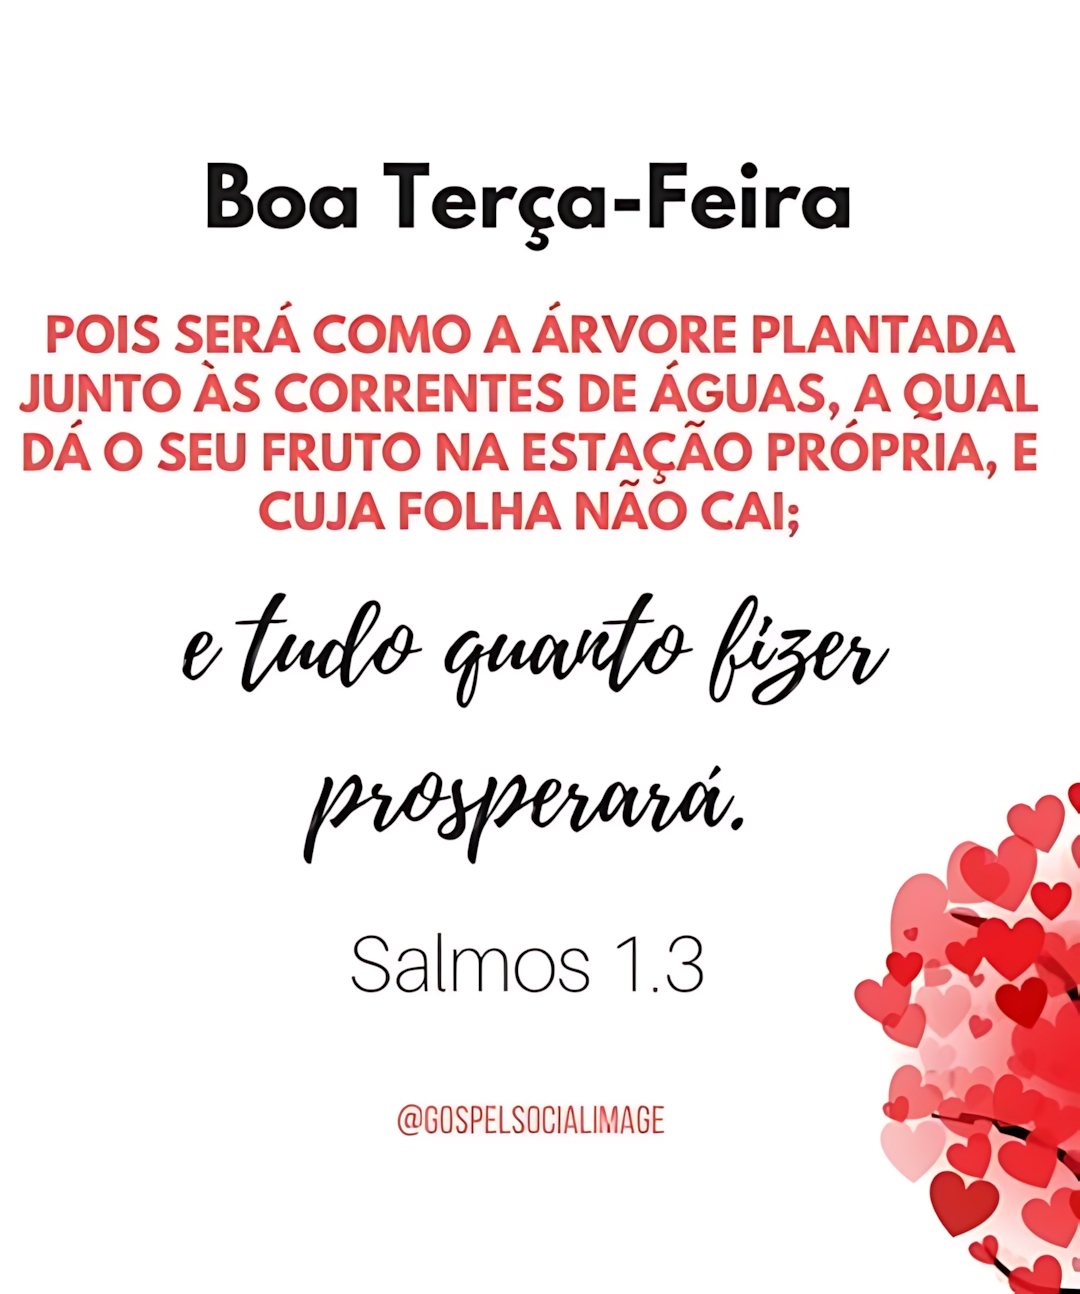 Boa Terça-Feira
POIS SERÁ COMO A ÁRVORE PLANTADA
JUNTO ÀS CORRENTES DE ÁGUAS, A QUAL
DÁ O SEU FRUTO NA ESTAÇÃO PRÓPRIA, E
CUJA FOLHA NÃO CAI;
e tudo quanto fizer
prosperará.
Salmos 1.3
@GOSPELSOCIALIMAGE